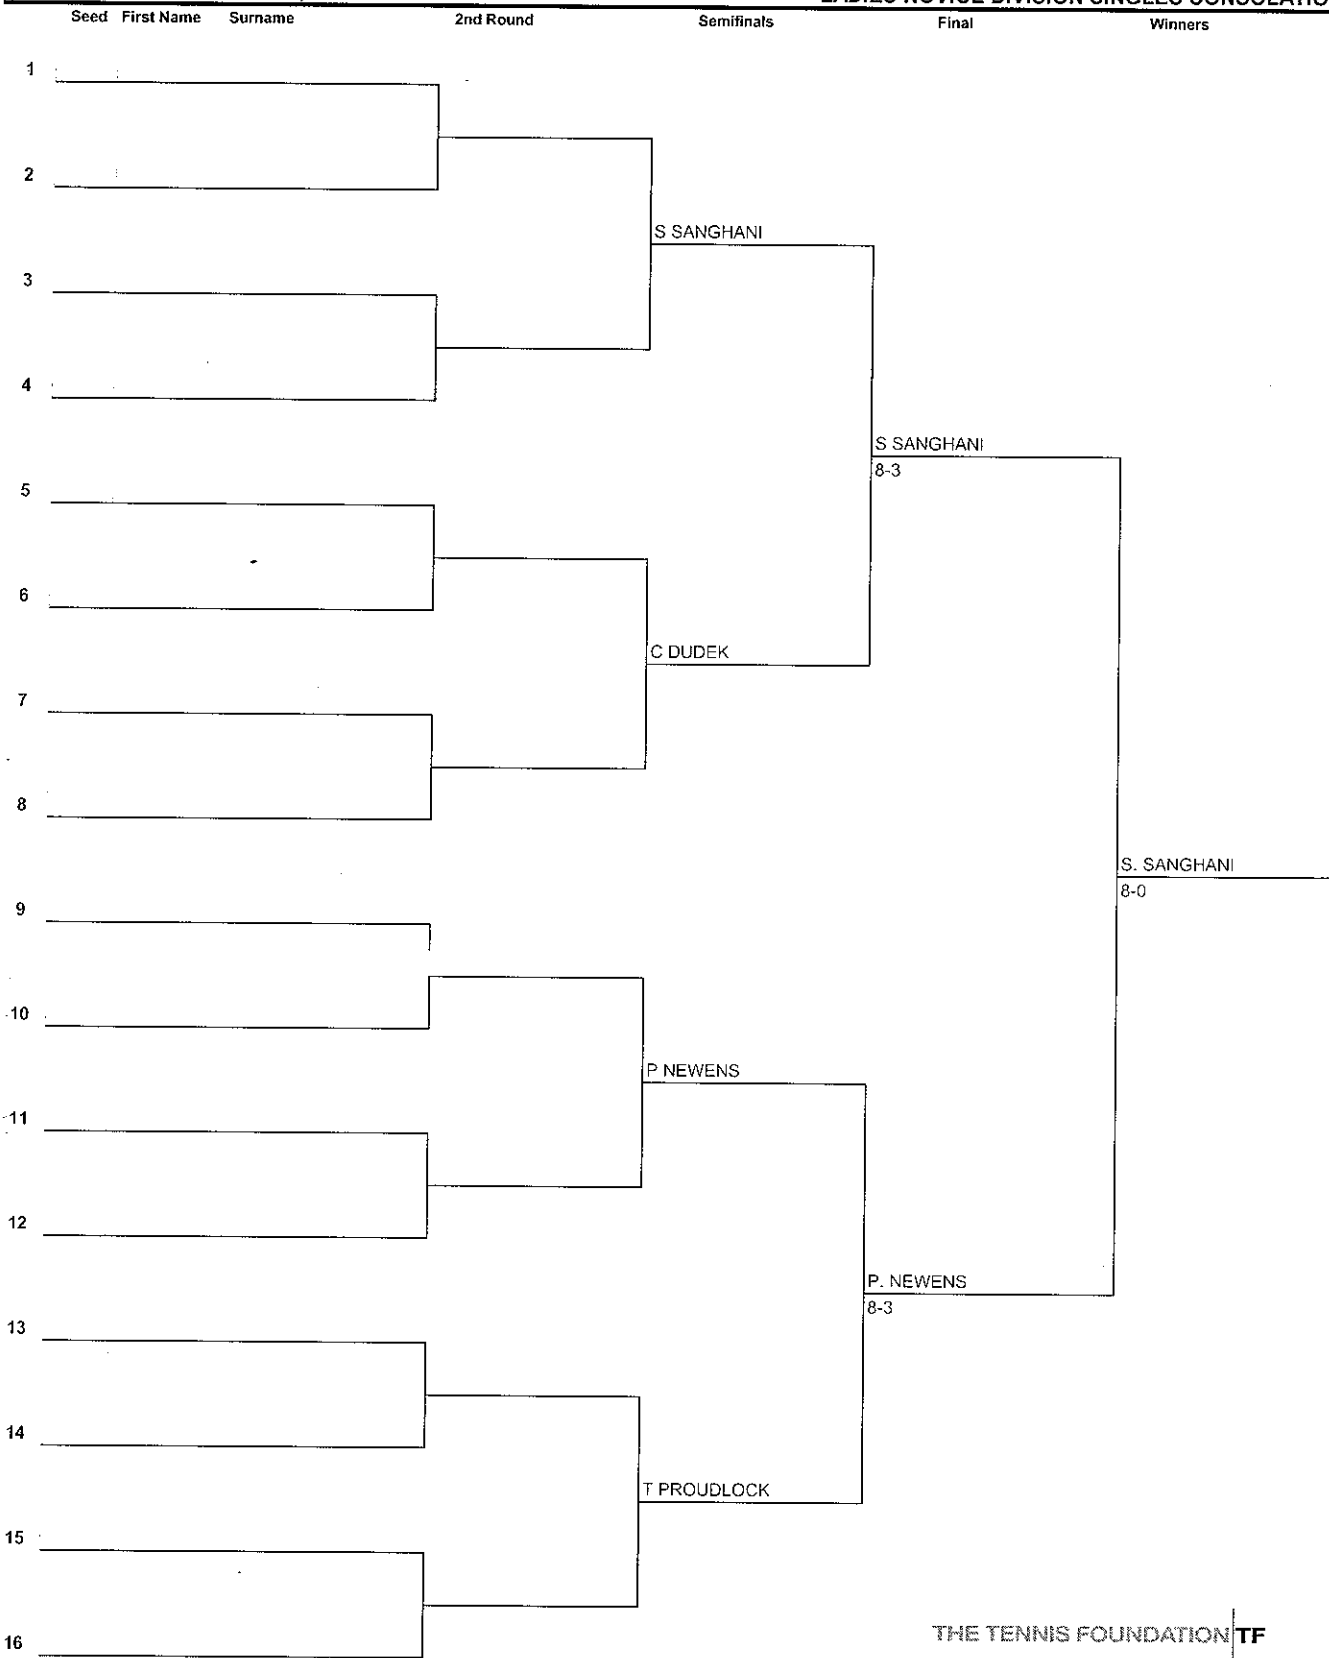 LADIES NOVICE DIVISION SINGLES CONSOLATIO
Seed First Name Surname 2nd Round Semifinals Final Winners
1
2
S SANGHANI
3
4
S SANGHANI
8-3
5
6
C DUDEK
7
8
S. SANGHANI
8-0
9
10
P NEWENS
11
12
P. NEWENS
8-3
13
14
T PROUDLOCK
15
16
THE TENNIS FOUNDATION TF